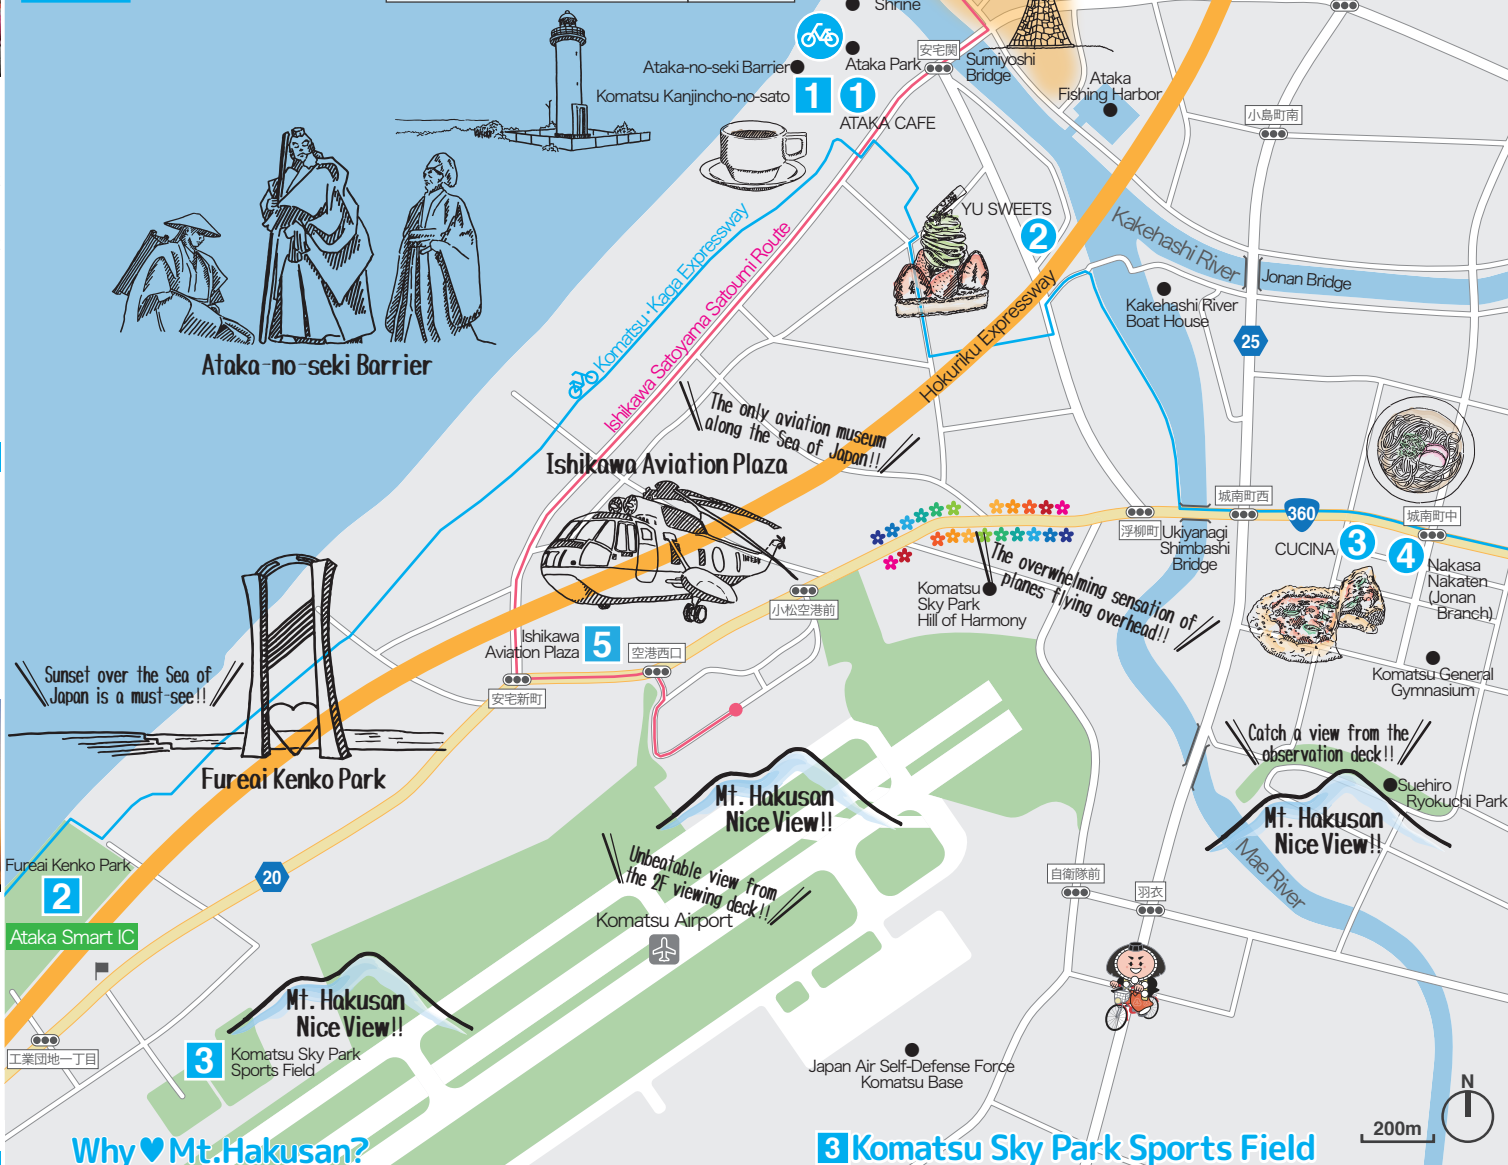 Shrine
Ataka Park
Ataka-no-seki Barrier
Komatsu Kanjincho-no-sato
1
1
ATAKA CAFE
安宅関
Sumiyoshi
Bridge
Ataka
Fishing Harbor
小島町南
YU SWEETS
2
Kakehashi River
Jonan Bridge
Kakehashi River
Boat House
25
Komatsu・Kaga Expressway
Ishikawa Satoyama Satoumi Route
Hokuriku Expressway
Ataka-no-seki Barrier
The only aviation museum
along the Sea of Japan!!
Ishikawa Aviation Plaza
城南町西
360
城南町中
浮柳町
Ukiyanagi
Shimbashi
Bridge
CUCINA
3
4
Nakasa
Nakaten
(Jonan
Branch)
The overwhelming sensation of
planes flying overhead!!
Komatsu
Sky Park
Hill of Harmony
小松空港前
Ishikawa
Aviation Plaza
5
空港西口
安宅新町
Komatsu General
Gymnasium
Sunset over the Sea of
Japan is a must-see!!
Fureai Kenko Park
Catch a view from the
observation deck!!
Suehiro
Ryokuchi Park
Mt. Hakusan
Nice View!!
Mt. Hakusan
Nice View!!
Mae River
Unbeatable view from
the 2F viewing deck!!
Komatsu Airport
自衛隊前
羽衣
Fureai Kenko Park
2
Ataka Smart IC
20
Mt. Hakusan
Nice View!!
工業団地一丁目
3
Komatsu Sky Park
Sports Field
Japan Air Self-Defense Force
Komatsu Base
N
200m
Why♥Mt.Hakusan?
3 Komatsu Sky Park Sports Field